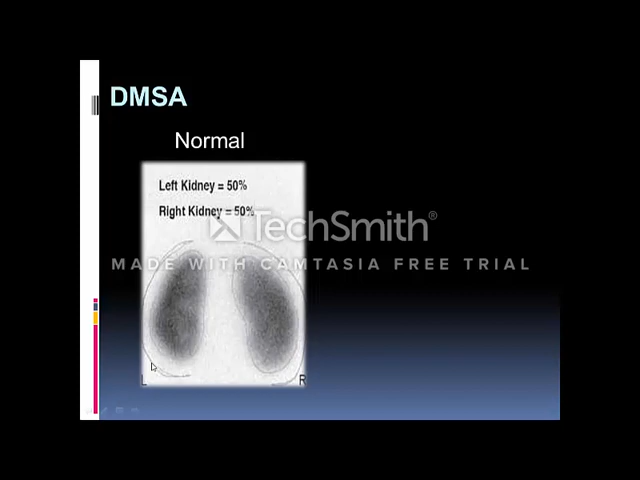 DMSA
Normal
Left Kidney = 50%
Right Kidney = 50%
TechSmith®
MADE WITH CAMTASIA FREE TRIAL
L R